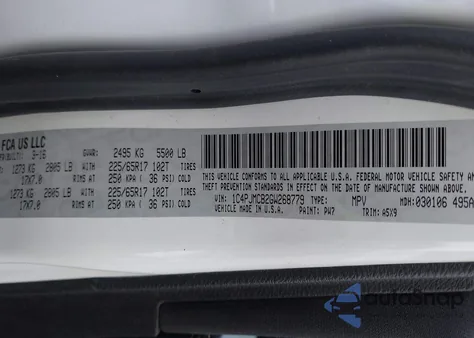 FCA US LLC
GVWR: 2495 KG 5500 LB
1273 KG 2805 LB WITH 225/65R17 102T TIRES
17X7.0 RIMS AT 250 KPA ( 36 PSI) COLD
1273 KG 2805 LB WITH 225/65R17 102T TIRES
17X7.0 RIMS AT 250 KPA ( 36 PSI) COLD
THIS VEHICLE CONFORMS TO ALL APPLICABLE U.S.A. FEDERAL MOTOR VEHICLE SAFETY
THEFT PREVENTION STANDARDS IN EFFECT ON THE DATE OF MANUFACTURE SHOWN
VIN: 1C4PJMCB2GW268779 TYPE: MPV MDH:030106 495A
VEHICLE MADE IN U.S.A. PAINT: PW7 TRIM: A5X9
autoSnap